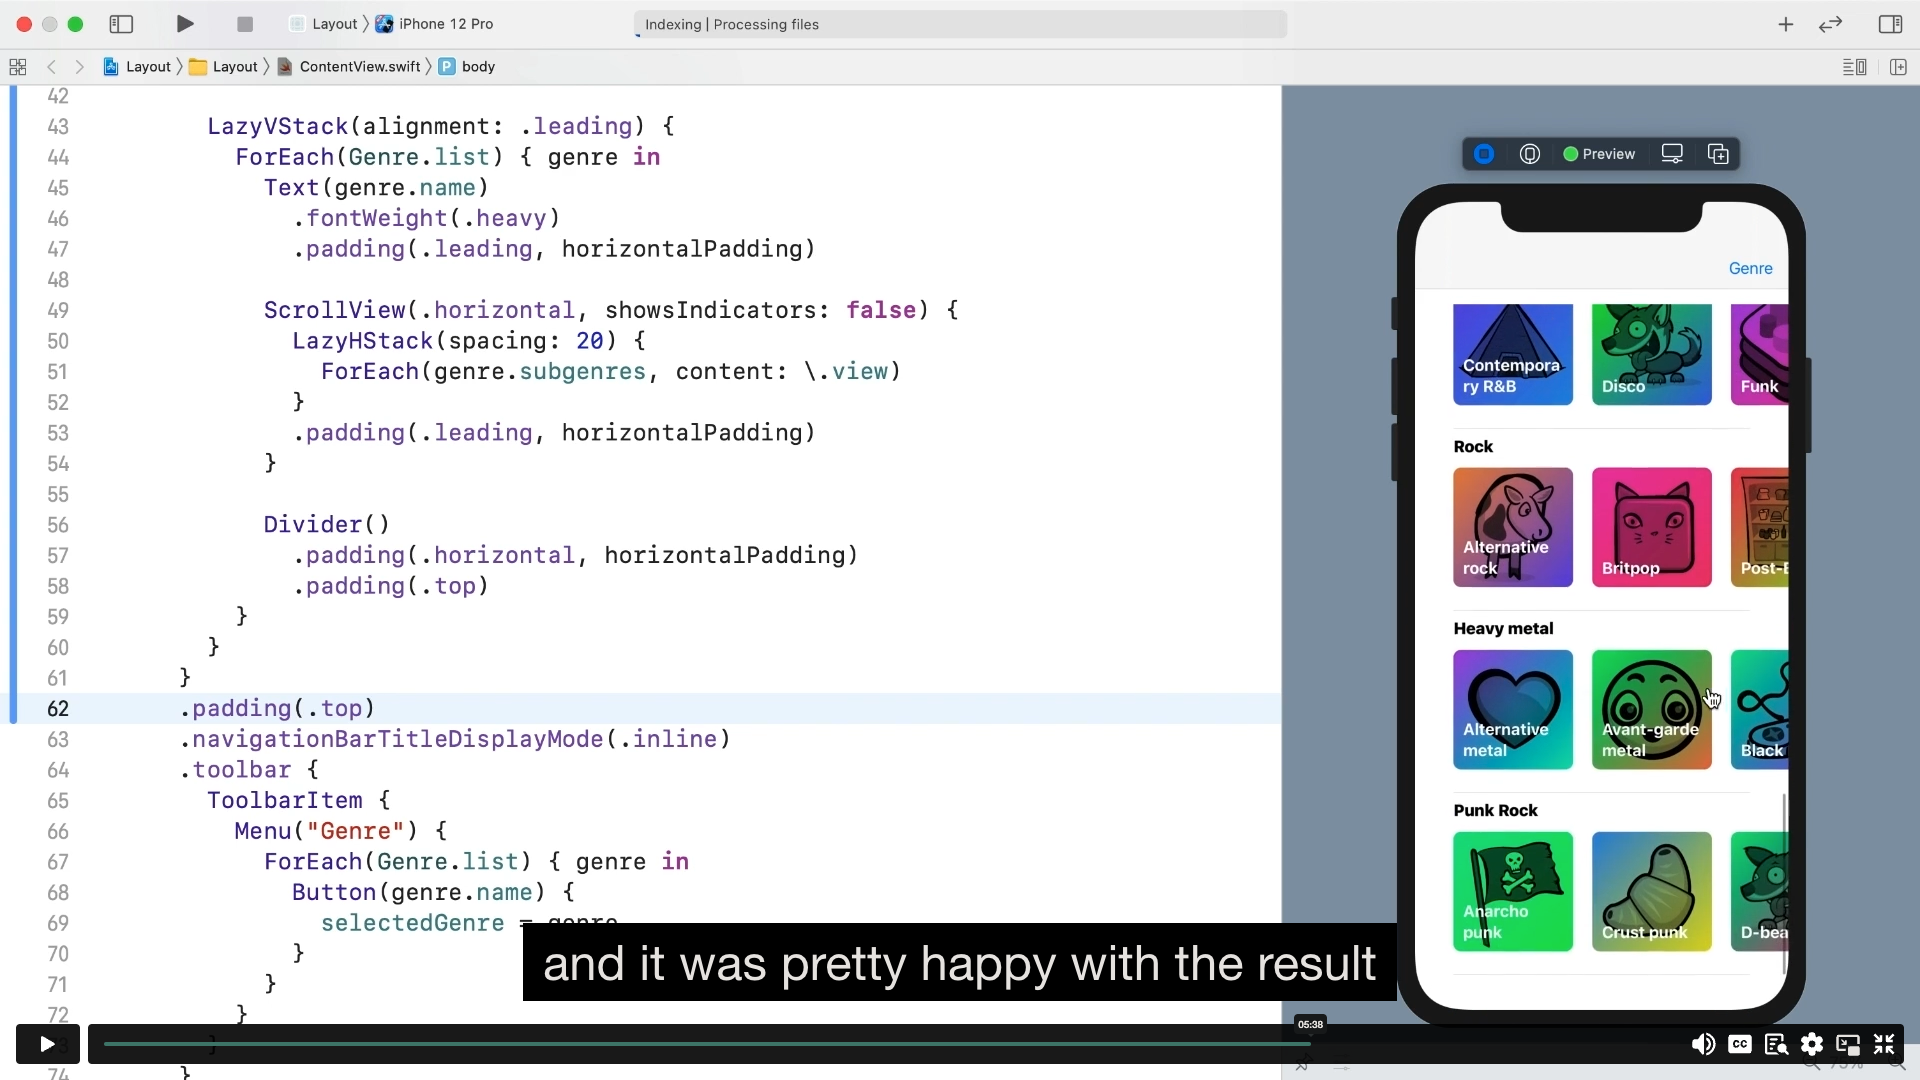 Layout 〉 iPhone 12 Pro
Indexing | Processing files
Layout 〉 Layout 〉 ContentView.swift 〉 P body
42
43 LazyVStack(alignment: .leading) {
44 ForEach(Genre.list) { genre in
45 Text(genre.name)
46 .fontWeight(.heavy)
47 .padding(.leading, horizontalPadding)
48
49 ScrollView(.horizontal, showsIndicators: false) {
50 LazyHStack(spacing: 20) {
51 ForEach(genre.subgenres, content: \.view)
52 }
53 .padding(.leading, horizontalPadding)
54 }
55
56 Divider()
57 .padding(.horizontal, horizontalPadding)
58 .padding(.top)
59 }
60 }
61 }
62 .padding(.top)
63 .navigationBarTitleDisplayMode(.inline)
64 .toolbar {
65 ToolbarItem {
66 Menu("Genre") {
67 ForEach(Genre.list) { genre in
68 Button(genre.name) {
69 selectedGenre = genre
70 }
71 }
72 }
73 }
74 }
Preview
Genre
Contempora
ry R&B
Disco
Funk
Rock
Alternative
rock
Britpop
Post-B
Heavy metal
Alternative
metal
Avant-garde
metal
Black
Punk Rock
Anarcho
punk
Crust punk
D-bea
and it was pretty happy with the result
05:38
CC
75%